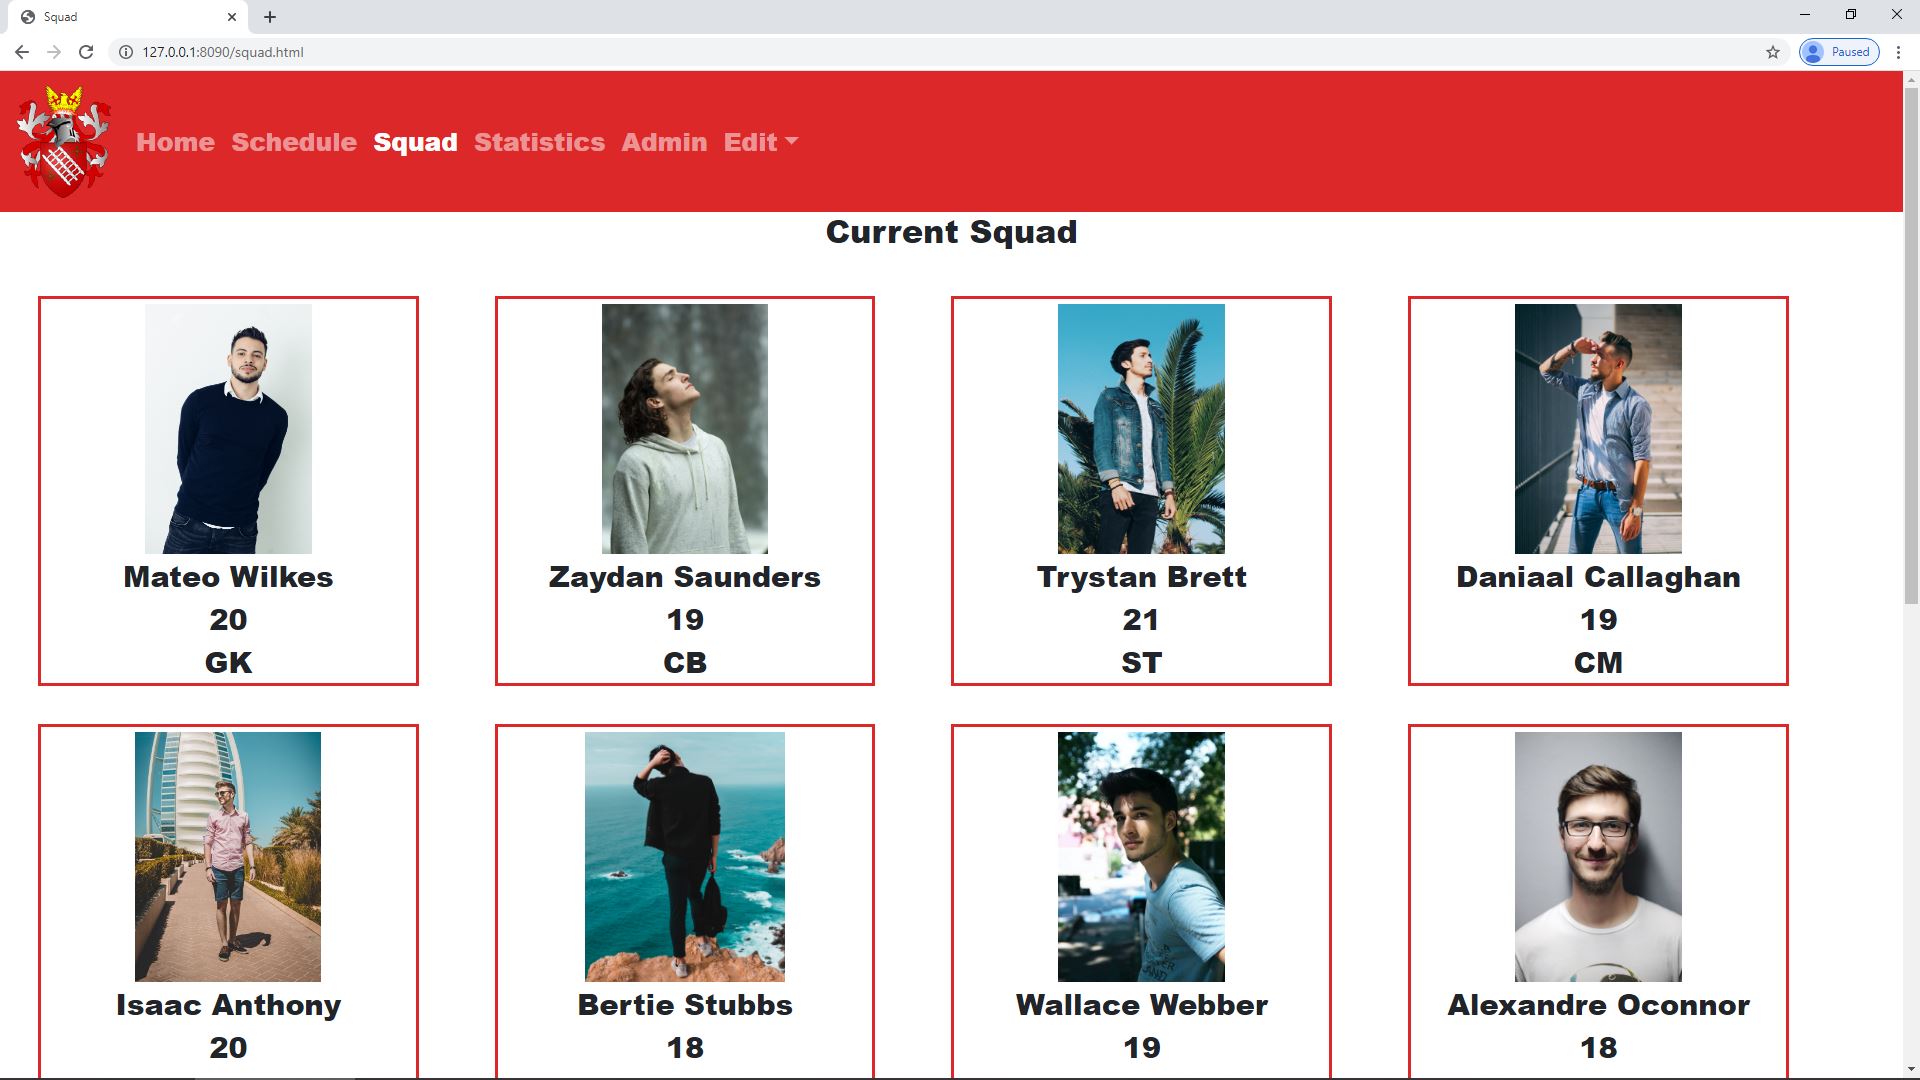 Squad
127.0.0.1:8090/squad.html
Paused
Home Schedule Squad Statistics Admin Edit
Current Squad
Mateo Wilkes
20
GK
Zaydan Saunders
19
CB
Trystan Brett
21
ST
Daniaal Callaghan
19
CM
Isaac Anthony
20
Bertie Stubbs
18
Wallace Webber
19
Alexandre Oconnor
18